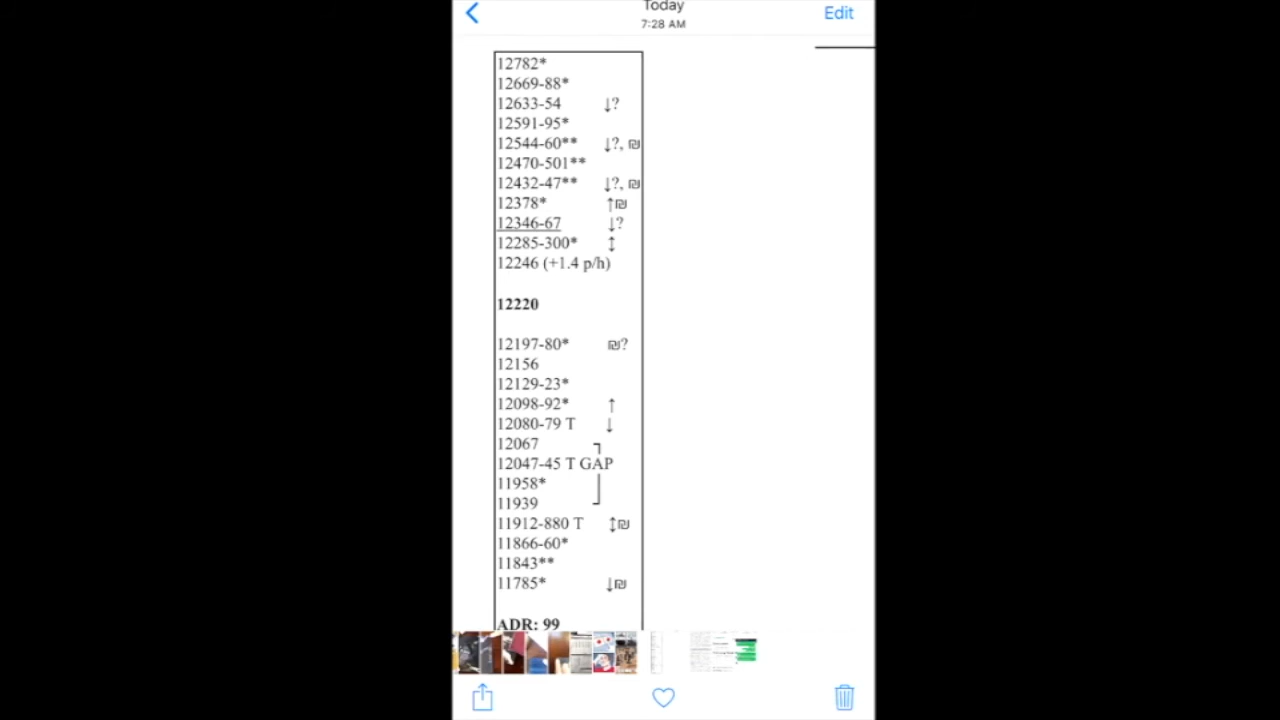 Today
7:28 AM
Edit
12782*
12669-88*
12633-54 ↓?
12591-95*
12544-60** ↓?, ₪
12470-501**
12432-47** ↓?, ₪
12378* ↑₪
12346-67 ↓?
12285-300* ↕
12246 (+1.4 p/h)
12220
12197-80* ₪?
12156
12129-23*
12098-92* ↑
12080-79 T ↓
12067
12047-45 T GAP
11958*
11939
11912-880 T ↕₪
11866-60*
11843**
11785* ↓₪
ADR: 99